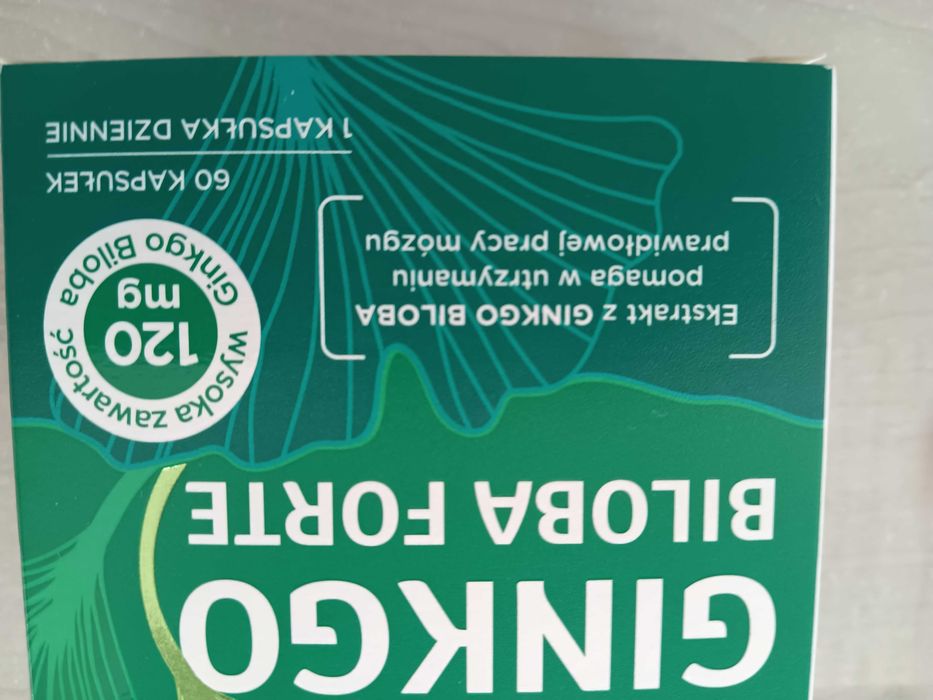 GINKGO
BILOBA FORTE
Ekstrakt z GINKGO BILOBA
pomaga w utrzymaniu
prawidłowej pracy mózgu
wysoka zawartość
120
mg
Ginkgo Biloba
60 KAPSUŁEK
1 KAPSUŁKA DZIENNIE